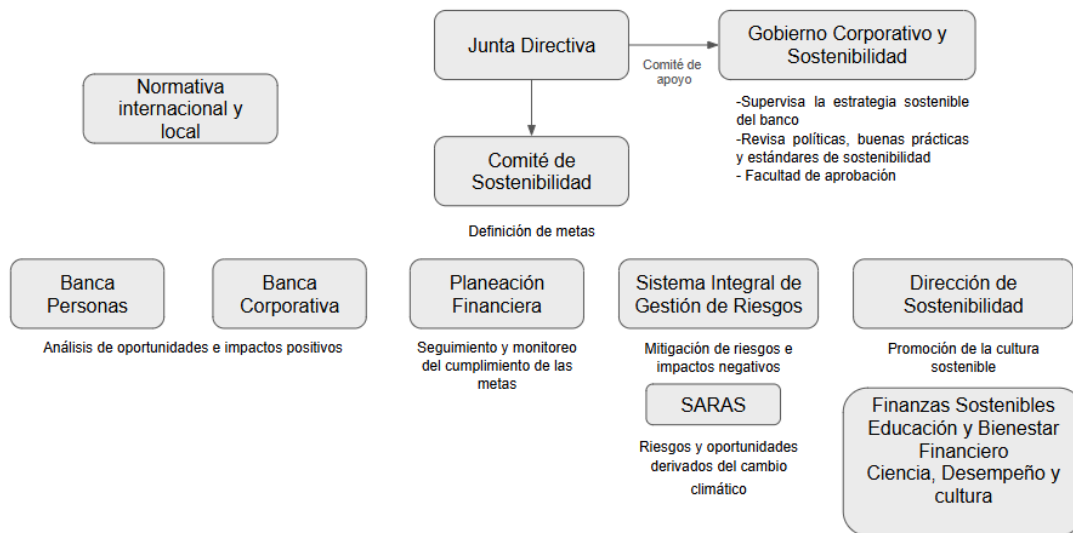 Junta Directiva
Comité de
apoyo
Gobierno Corporativo y
Sostenibilidad
-Supervisa la estrategia sostenible
del banco
-Revisa políticas, buenas prácticas
y estándares de sostenibilidad
- Facultad de aprobación
Normativa
internacional y
local
Comité de
Sostenibilidad
Definición de metas
Banca
Personas
Banca
Corporativa
Análisis de oportunidades e impactos positivos
Planeación
Financiera
Seguimiento y monitoreo
del cumplimiento de las
metas
Sistema Integral de
Gestión de Riesgos
Mitigación de riesgos e
impactos negativos
SARAS
Riesgos y oportunidades
derivados del cambio
climático
Dirección de
Sostenibilidad
Promoción de la cultura
sostenible
Finanzas Sostenibles
Educación y Bienestar
Financiero
Ciencia, Desempeño y
cultura